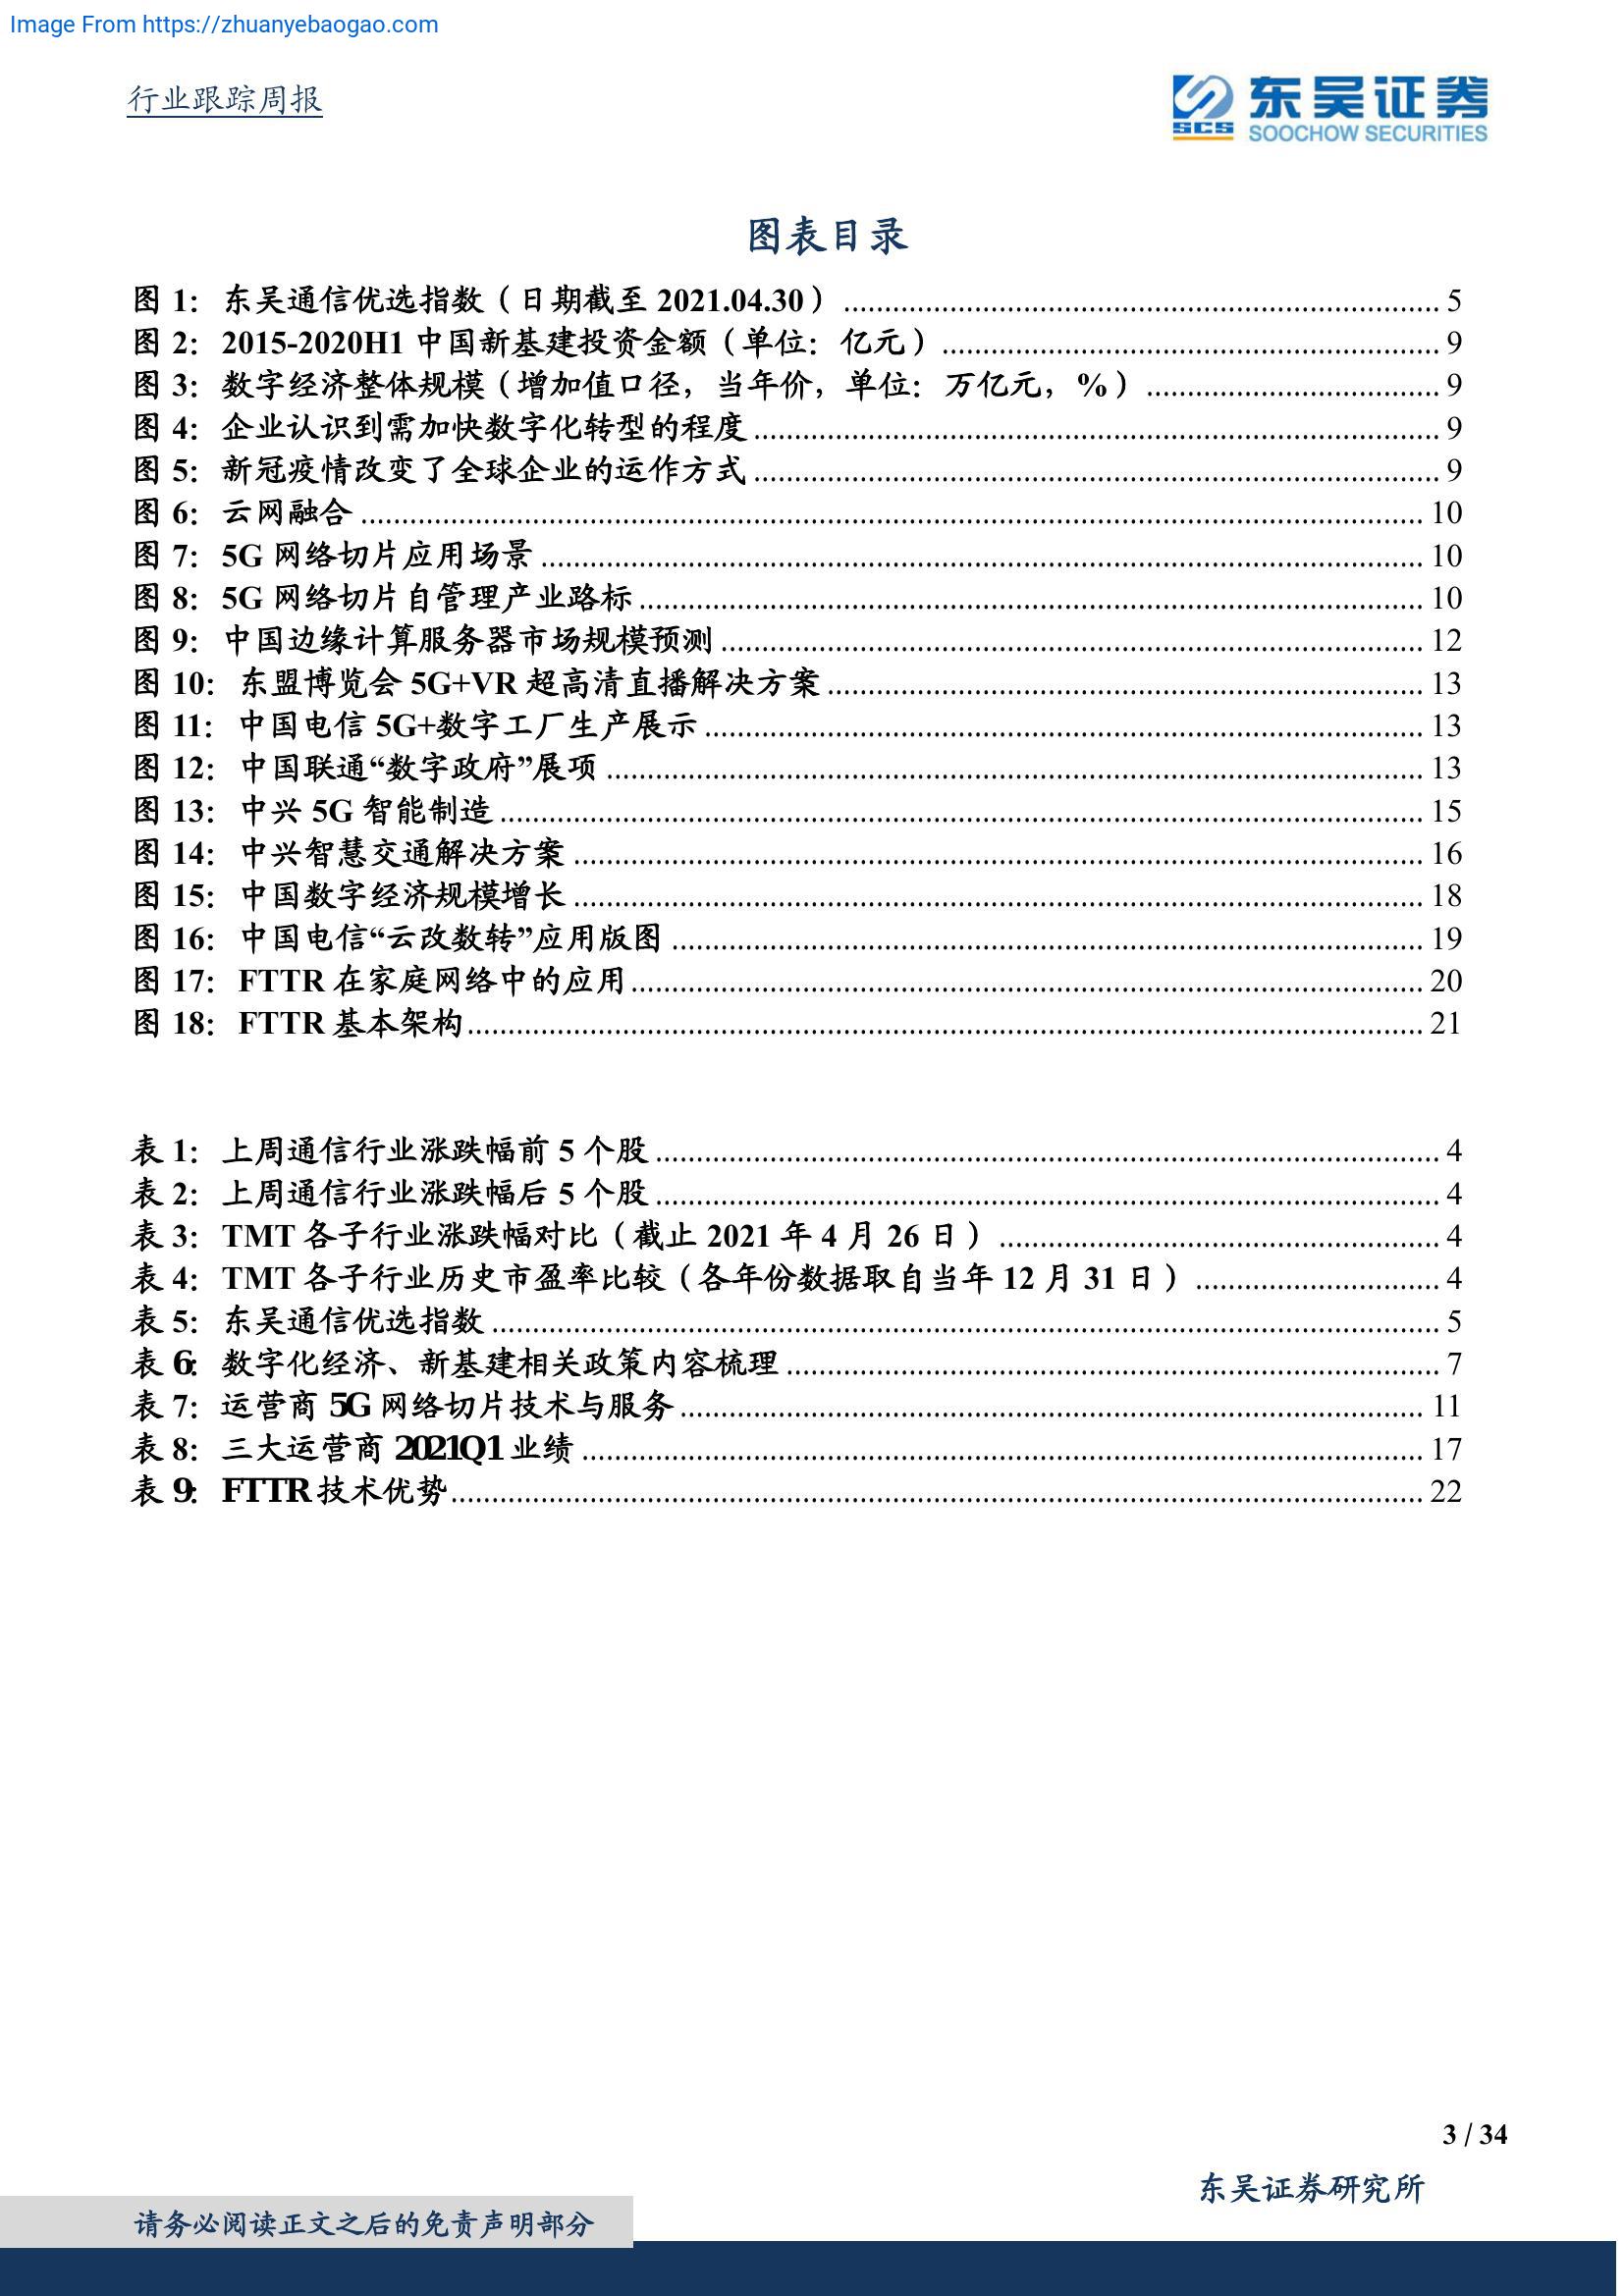 Image From https://zhuanyebaogao.com
行业跟踪周报
SCS 东吴证券
SOOCHOW SECURITIES
图表目录
图 1： 东吴通信优选指数（日期截至 2021.04.30） ........ 5
图 2： 2015-2020H1 中国新基建投资金额（单位：亿元） ........ 9
图 3： 数字经济整体规模（增加值口径，当年价，单位：万亿元，%） ........ 9
图 4： 企业认识到需加快数字化转型的程度 ........ 9
图 5： 新冠疫情改变了全球企业的运作方式 ........ 9
图 6： 云网融合 ........ 10
图 7： 5G 网络切片应用场景 ........ 10
图 8： 5G 网络切片自管理产业路标 ........ 10
图 9： 中国边缘计算服务器市场规模预测 ........ 12
图 10： 东盟博览会 5G+VR 超高清直播解决方案 ........ 13
图 11： 中国电信 5G+数字工厂生产展示 ........ 13
图 12： 中国联通“数字政府”展项 ........ 13
图 13： 中兴 5G 智能制造 ........ 15
图 14： 中兴智慧交通解决方案 ........ 16
图 15： 中国数字经济规模增长 ........ 18
图 16： 中国电信“云改数转”应用版图 ........ 19
图 17： FTTR 在家庭网络中的应用 ........ 20
图 18： FTTR 基本架构 ........ 21
表 1： 上周通信行业涨跌幅前 5 个股 ........ 4
表 2： 上周通信行业涨跌幅后 5 个股 ........ 4
表 3： TMT 各子行业涨跌幅对比（截止 2021 年 4 月 26 日） ........ 4
表 4： TMT 各子行业历史市盈率比较（各年份数据取自当年 12 月 31 日） ........ 4
表 5： 东吴通信优选指数 ........ 5
表 6： 数字化经济、新基建相关政策内容梳理 ........ 7
表 7： 运营商 5G 网络切片技术与服务 ........ 11
表 8： 三大运营商 2021Q1 业绩 ........ 17
表 9： FTTR 技术优势 ........ 22
3 / 34
东吴证券研究所
请务必阅读正文之后的免责声明部分